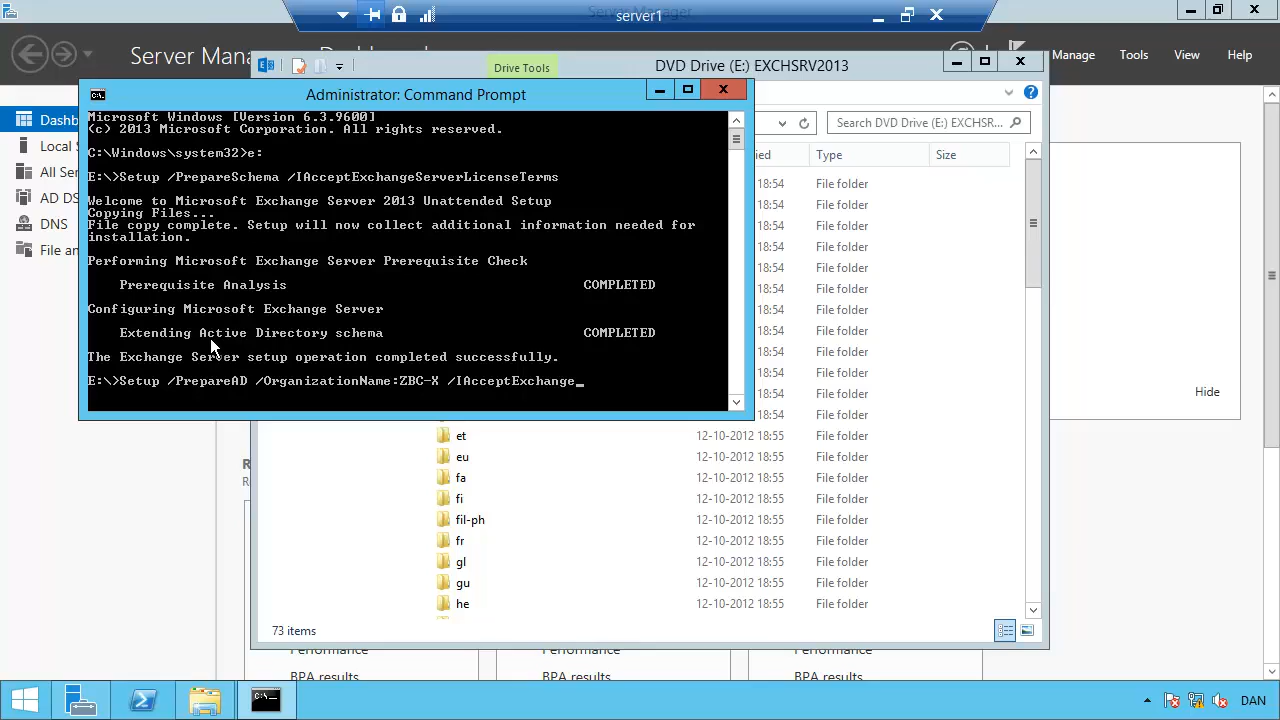 server1
Server Manager
Server Ma
Dashboard
Manage
Tools
View
Help
Drive Tools
DVD Drive (E:) EXCHSRV2013
Administrator: Command Prompt
Search DVD Drive (E:) EXCHSR...
Dashb
Local S
All Ser
AD DS
DNS
File an
Microsoft Windows [Version 6.3.9600]
(c) 2013 Microsoft Corporation. All rights reserved.
C:\Windows\system32>e:
E:\>Setup /PrepareSchema /IAcceptExchangeServerLicenseTerms
Welcome to Microsoft Exchange Server 2013 Unattended Setup
Copying Files...
File copy complete. Setup will now collect additional information needed for
installation.
Performing Microsoft Exchange Server Prerequisite Check
Prerequisite Analysis COMPLETED
Configuring Microsoft Exchange Server
Extending Active Directory schema COMPLETED
The Exchange Server setup operation completed successfully.
E:\>Setup /PrepareAD /OrganizationName:ZBC-X /IAcceptExchange_
ied Type Size
18:54 File folder
18:54 File folder
18:54 File folder
18:54 File folder
18:54 File folder
18:54 File folder
18:54 File folder
18:54 File folder
18:54 File folder
18:54 File folder
18:54 File folder
18:54 File folder
et 12-10-2012 18:55 File folder
eu 12-10-2012 18:55 File folder
fa 12-10-2012 18:55 File folder
fi 12-10-2012 18:55 File folder
fil-ph 12-10-2012 18:55 File folder
fr 12-10-2012 18:55 File folder
gl 12-10-2012 18:55 File folder
gu 12-10-2012 18:55 File folder
he 12-10-2012 18:55 File folder
73 items
Hide
R
R
Performance
Performance
Performance
BPA results
BPA results
BPA results
DAN